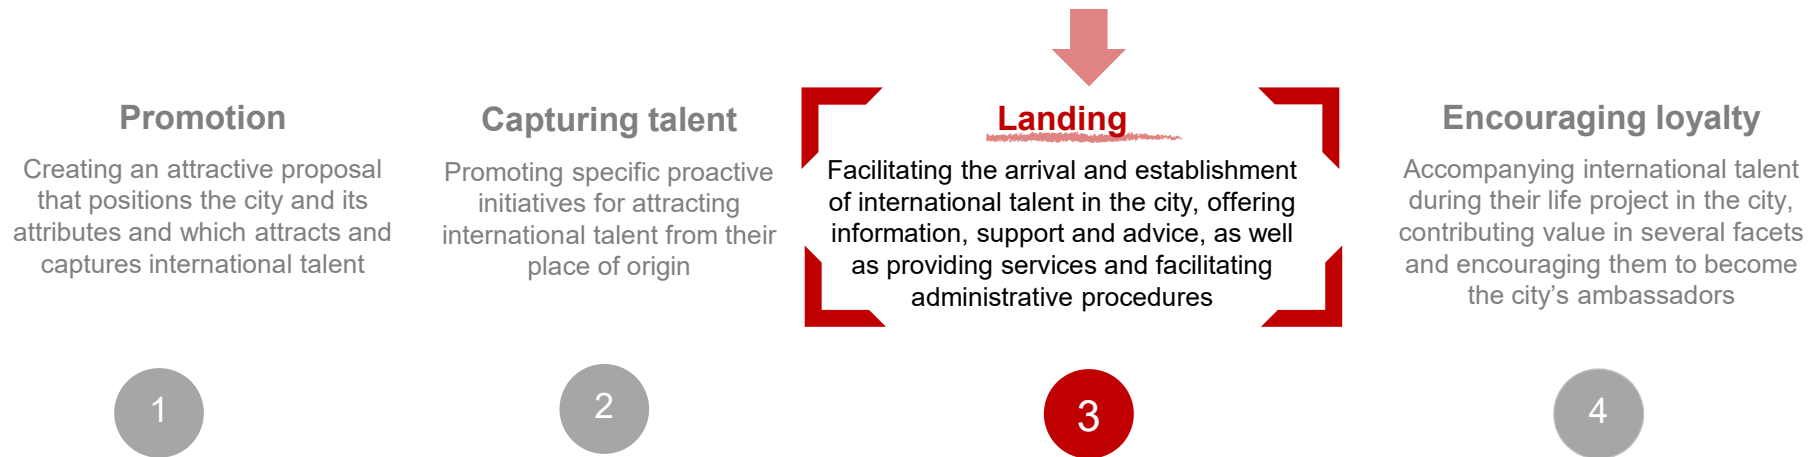 Promotion
Creating an attractive proposal
that positions the city and its
attributes and which attracts and
captures international talent
1
Capturing talent
Promoting specific proactive
initiatives for attracting
international talent from their
place of origin
2
Landing
Facilitating the arrival and establishment
of international talent in the city, offering
information, support and advice, as well
as providing services and facilitating
administrative procedures
3
Encouraging loyalty
Accompanying international talent
during their life project in the city,
contributing value in several facets
and encouraging them to become
the city’s ambassadors
4